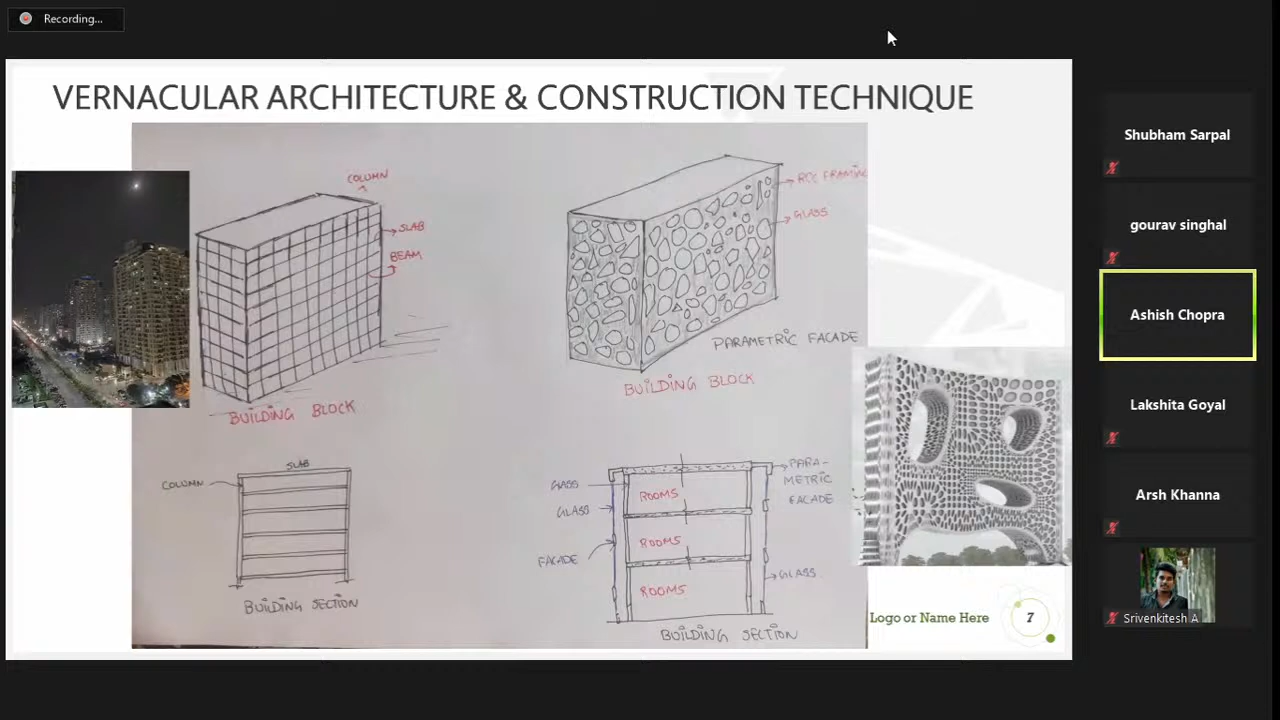 Recording...
VERNACULAR ARCHITECTURE & CONSTRUCTION TECHNIQUE
COLUMN
SLAB
BEAM
BUILDING BLOCK
RCC FRAMING
GLASS
PARAMETRIC FACADE
BUILDING BLOCK
SLAB
COLUMN
BUILDING SECTION
GLASS
GLASS
FACADE
ROOMS
ROOMS
ROOMS
PARA-
METRIC
FACADE
GLASS
BUILDING SECTION
Logo or Name Here
7
Shubham Sarpal
gourav singhal
Ashish Chopra
Lakshita Goyal
Arsh Khanna
Srivenkitesh A